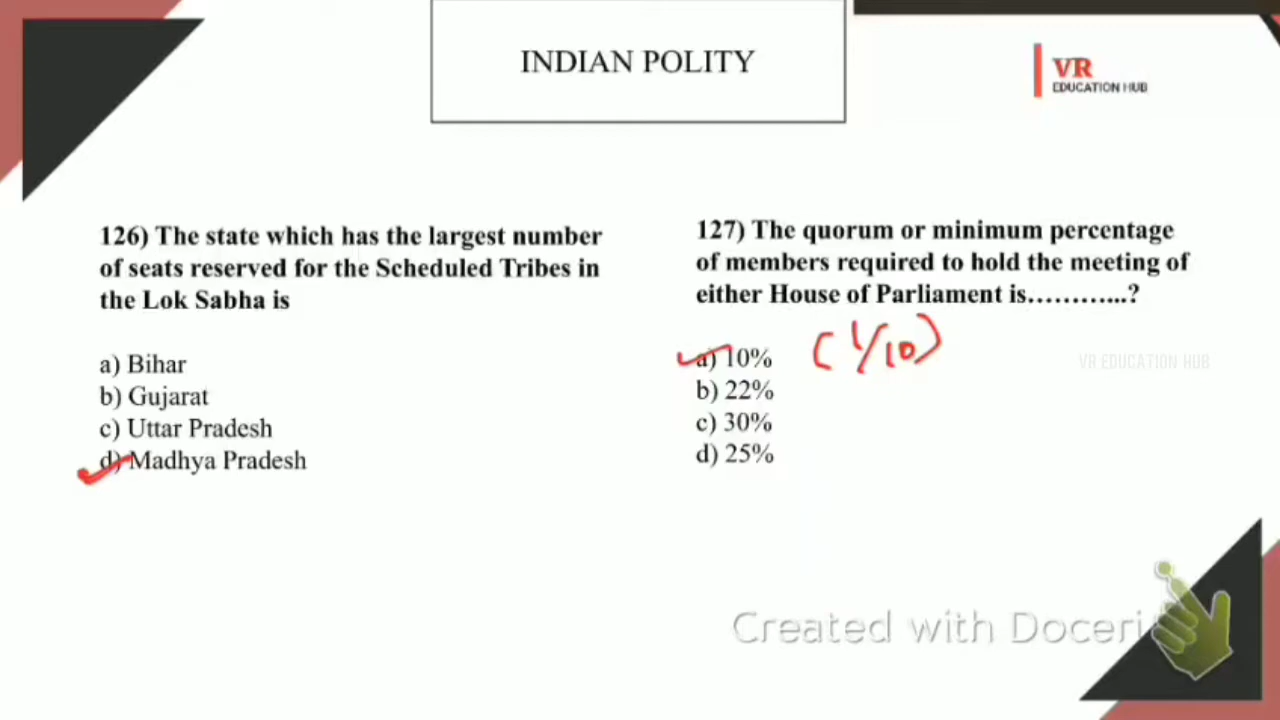 INDIAN POLITY
VR
EDUCATION HUB
126) The state which has the largest number
of seats reserved for the Scheduled Tribes in
the Lok Sabha is
a) Bihar
b) Gujarat
c) Uttar Pradesh
d) Madhya Pradesh
127) The quorum or minimum percentage
of members required to hold the meeting of
either House of Parliament is…………...?
a) 10% (1/10)
b) 22%
c) 30%
d) 25%
VR EDUCATION HUB
Created with Doceri